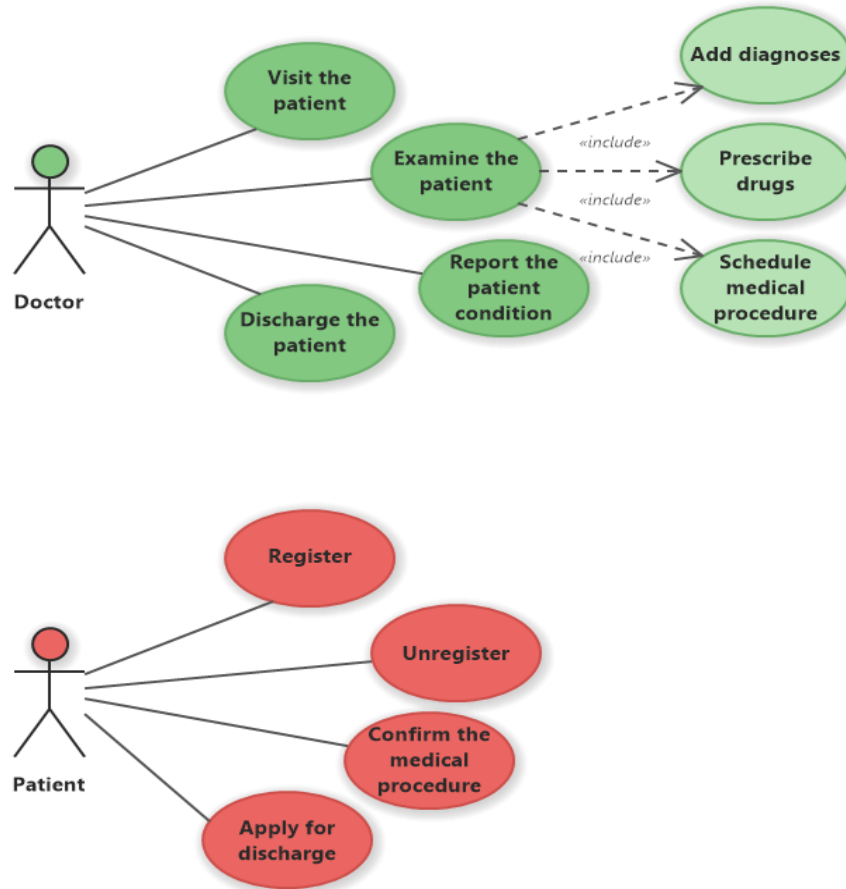 Visit the
patient
Add diagnoses
Examine the
patient
«include»
Prescribe
drugs
«include»
Doctor
Report the
patient
condition
«include»
Schedule
medical
procedure
Discharge the
patient
Register
Unregister
Patient
Confirm the
medical
procedure
Apply for
discharge